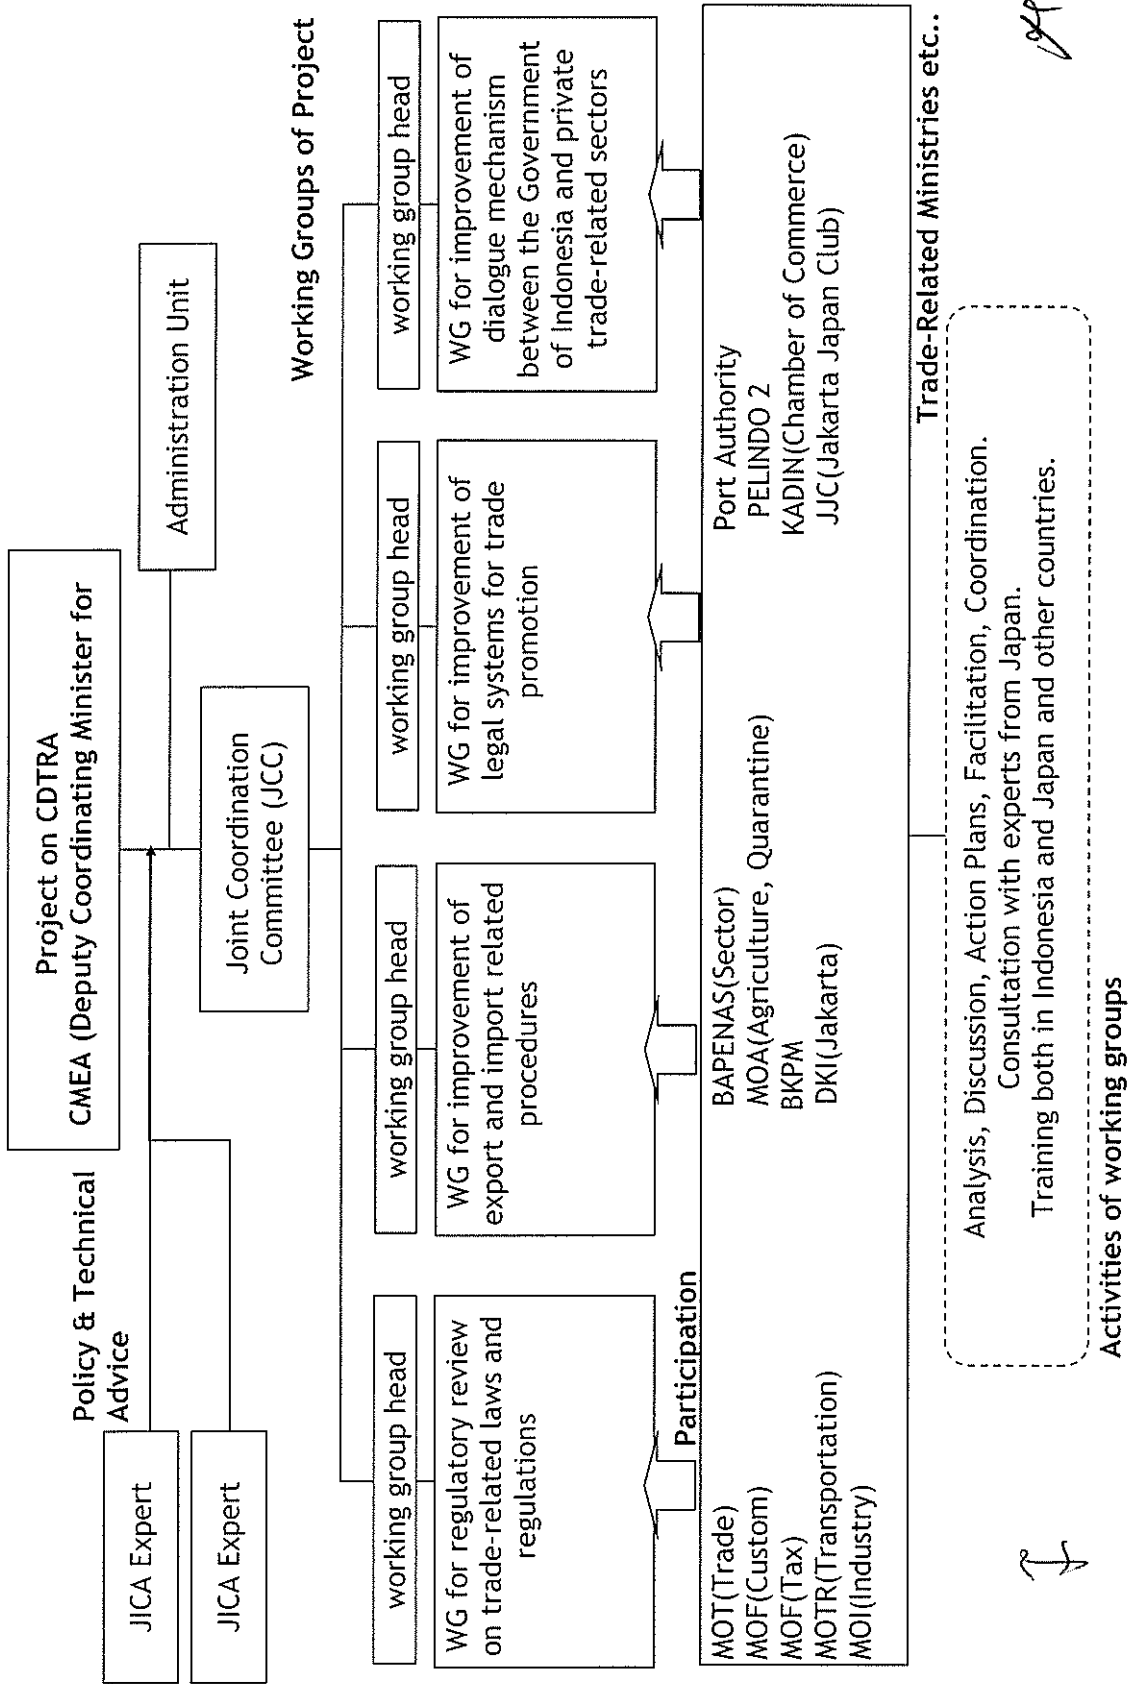 Project on CDTRA
CMEA (Deputy Coordinating Minister for
Policy & Technical
Advice
JICA Expert
JICA Expert
Administration Unit
Joint Coordination
Committee (JCC)
Working Groups of Project
working group head
working group head
working group head
working group head
WG for regulatory review
on trade-related laws and
regulations
WG for improvement of
export and import related
procedures
WG for improvement of
legal systems for trade
promotion
WG for improvement of
dialogue mechanism
between the Government
of Indonesia and private
trade-related sectors
Participation
MOT(Trade)
MOF(Custom)
MOF(Tax)
MOTR(Transportation)
MOI(Industry)
BAPENAS(Sector)
MOA(Agriculture, Quarantine)
BKPM
DKI(Jakarta)
Port Authority
PELINDO 2
KADIN(Chamber of Commerce)
JJC(Jakarta Japan Club)
Trade-Related Ministries etc..
Analysis, Discussion, Action Plans, Facilitation, Coordination.
Consultation with experts from Japan.
Training both in Indonesia and Japan and other countries.
Activities of working groups